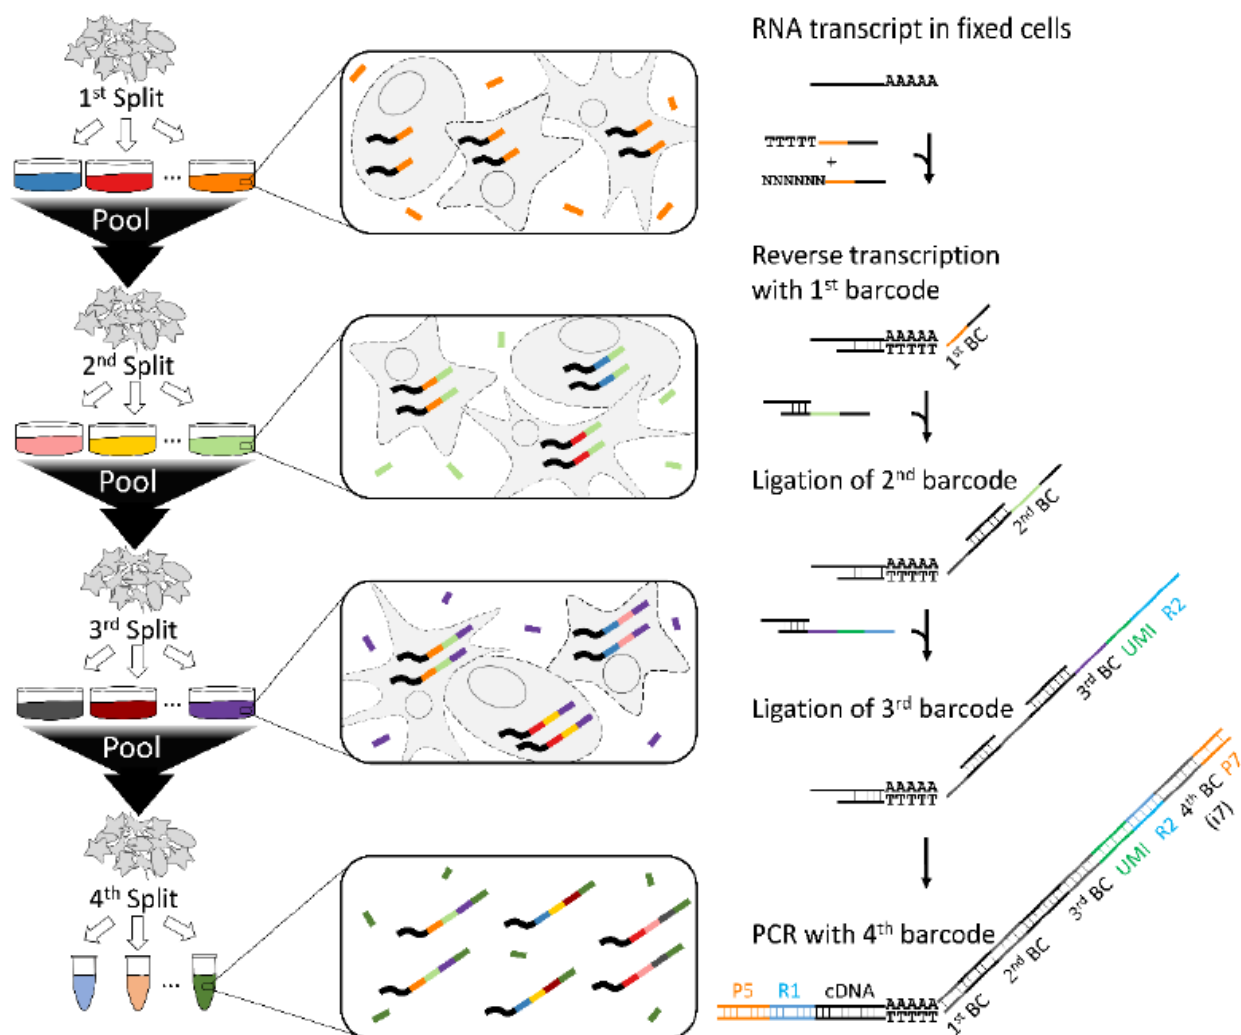 1st Split
...
Pool
2nd Split
...
Pool
3rd Split
...
Pool
4th Split
...
RNA transcript in fixed cells
AAAAA
TTTTT
+
NNNNNN
Reverse transcription
with 1st barcode
AAAAA
TTTTT
1st BC
Ligation of 2nd barcode
2nd BC
AAAAA
TTTTT
R2
UMI
3rd BC
Ligation of 3rd barcode
AAAAA
TTTTT
P7
4th BC
(i7)
R2
UMI
3rd BC
PCR with 4th barcode
2nd BC
P5 R1 cDNA AAAAA
TTTTT
1st BC